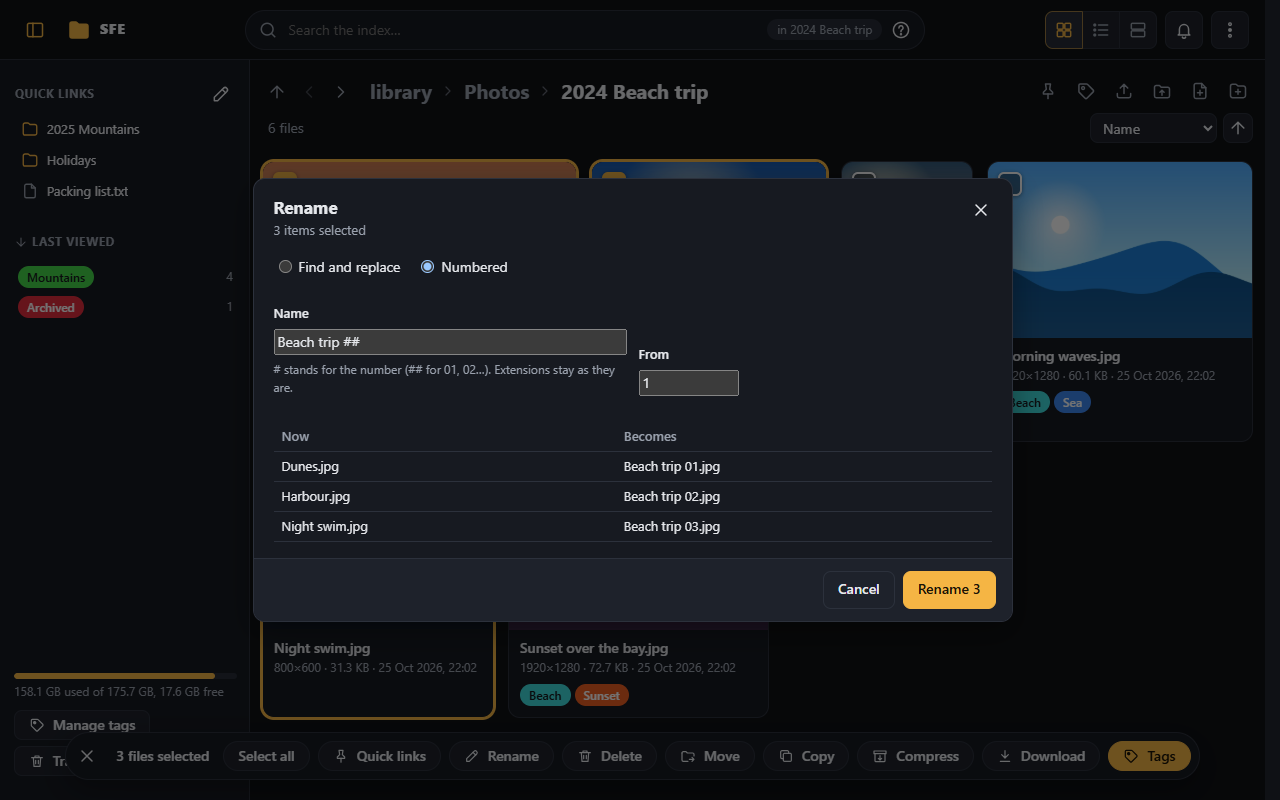 SFE
Search the index...
in 2024 Beach trip
QUICK LINKS
2025 Mountains
Holidays
Packing list.txt
LAST VIEWED
Mountains 4
Archived 1
library > Photos > 2024 Beach trip
6 files
Name
Rename
3 items selected
Find and replace
Numbered
Name
Beach trip ##
# stands for the number (## for 01, 02...). Extensions stay as they
are.
From
1
Now Becomes
Dunes.jpg Beach trip 01.jpg
Harbour.jpg Beach trip 02.jpg
Night swim.jpg Beach trip 03.jpg
Cancel
Rename 3
orning waves.jpg
20×1280 · 60.1 KB · 25 Oct 2026, 22:02
Beach
Sea
Night swim.jpg
800×600 · 31.3 KB · 25 Oct 2026, 22:02
Sunset over the bay.jpg
1920×1280 · 72.7 KB · 25 Oct 2026, 22:02
Beach
Sunset
158.1 GB used of 175.7 GB, 17.6 GB free
Manage tags
3 files selected
Select all
Quick links
Rename
Delete
Move
Copy
Compress
Download
Tags